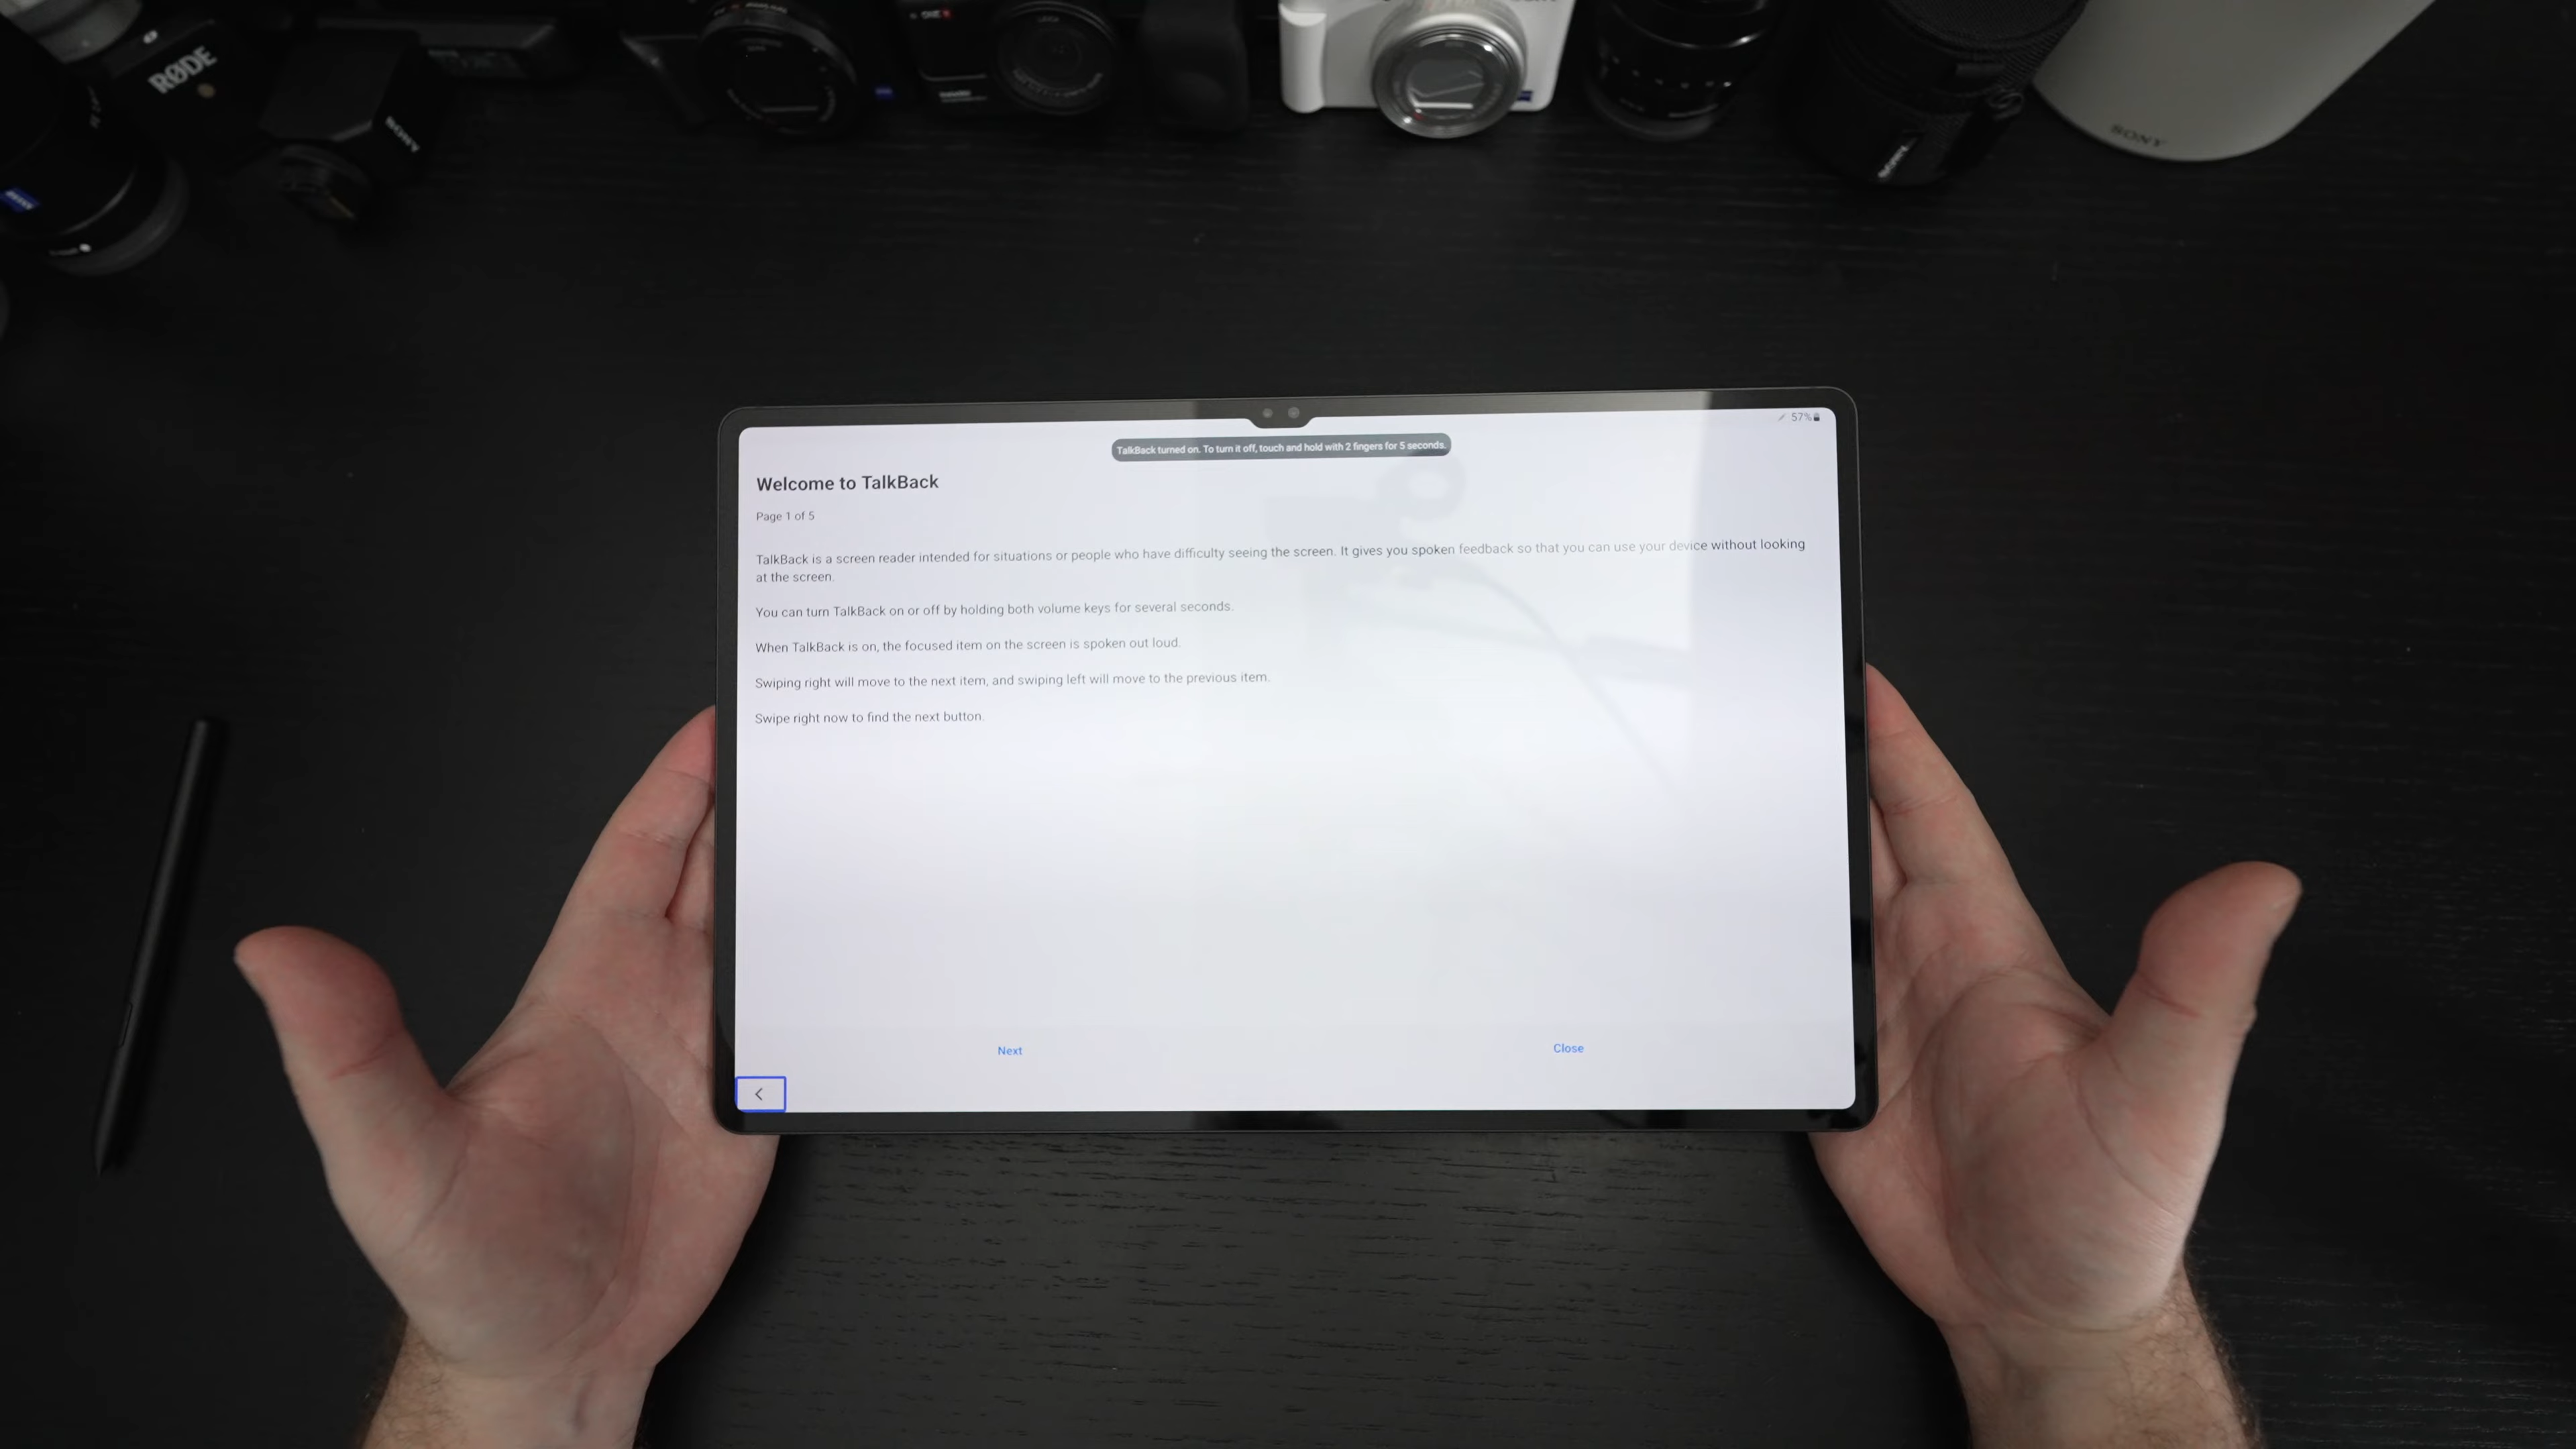 RØDE
SONY
SONY
SONY
57%
TalkBack turned on. To turn it off, touch and hold with 2 fingers for 5 seconds.
Welcome to TalkBack
Page 1 of 5
TalkBack is a screen reader intended for situations or people who have difficulty seeing the screen. It gives you spoken feedback so that you can use your device without looking
at the screen.
You can turn TalkBack on or off by holding both volume keys for several seconds.
When TalkBack is on, the focused item on the screen is spoken out loud.
Swiping right will move to the next item, and swiping left will move to the previous item.
Swipe right now to find the next button.
Next
Close